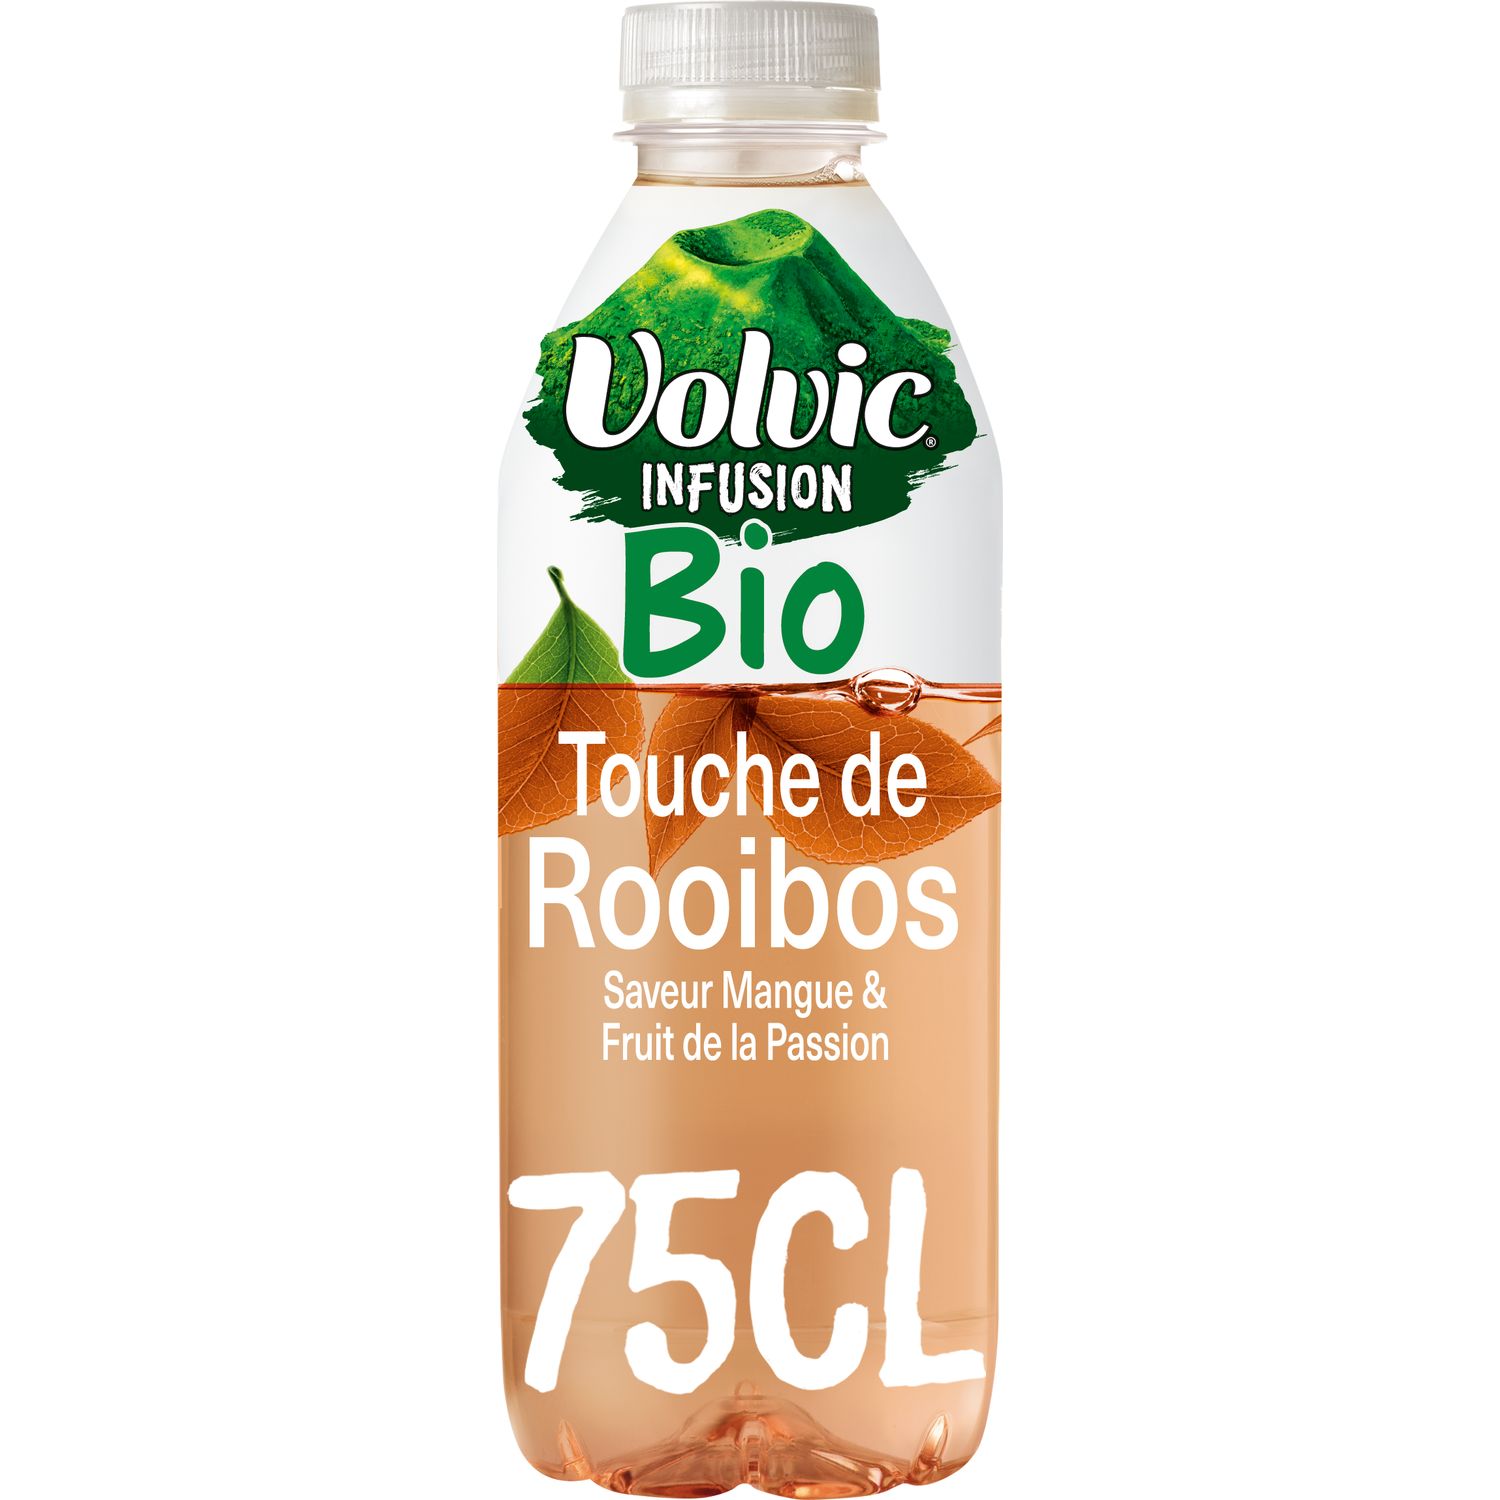 Volvic®
INFUSION
Bio
Touche de
Rooibos
Saveur Mangue &
Fruit de la Passion
75CL